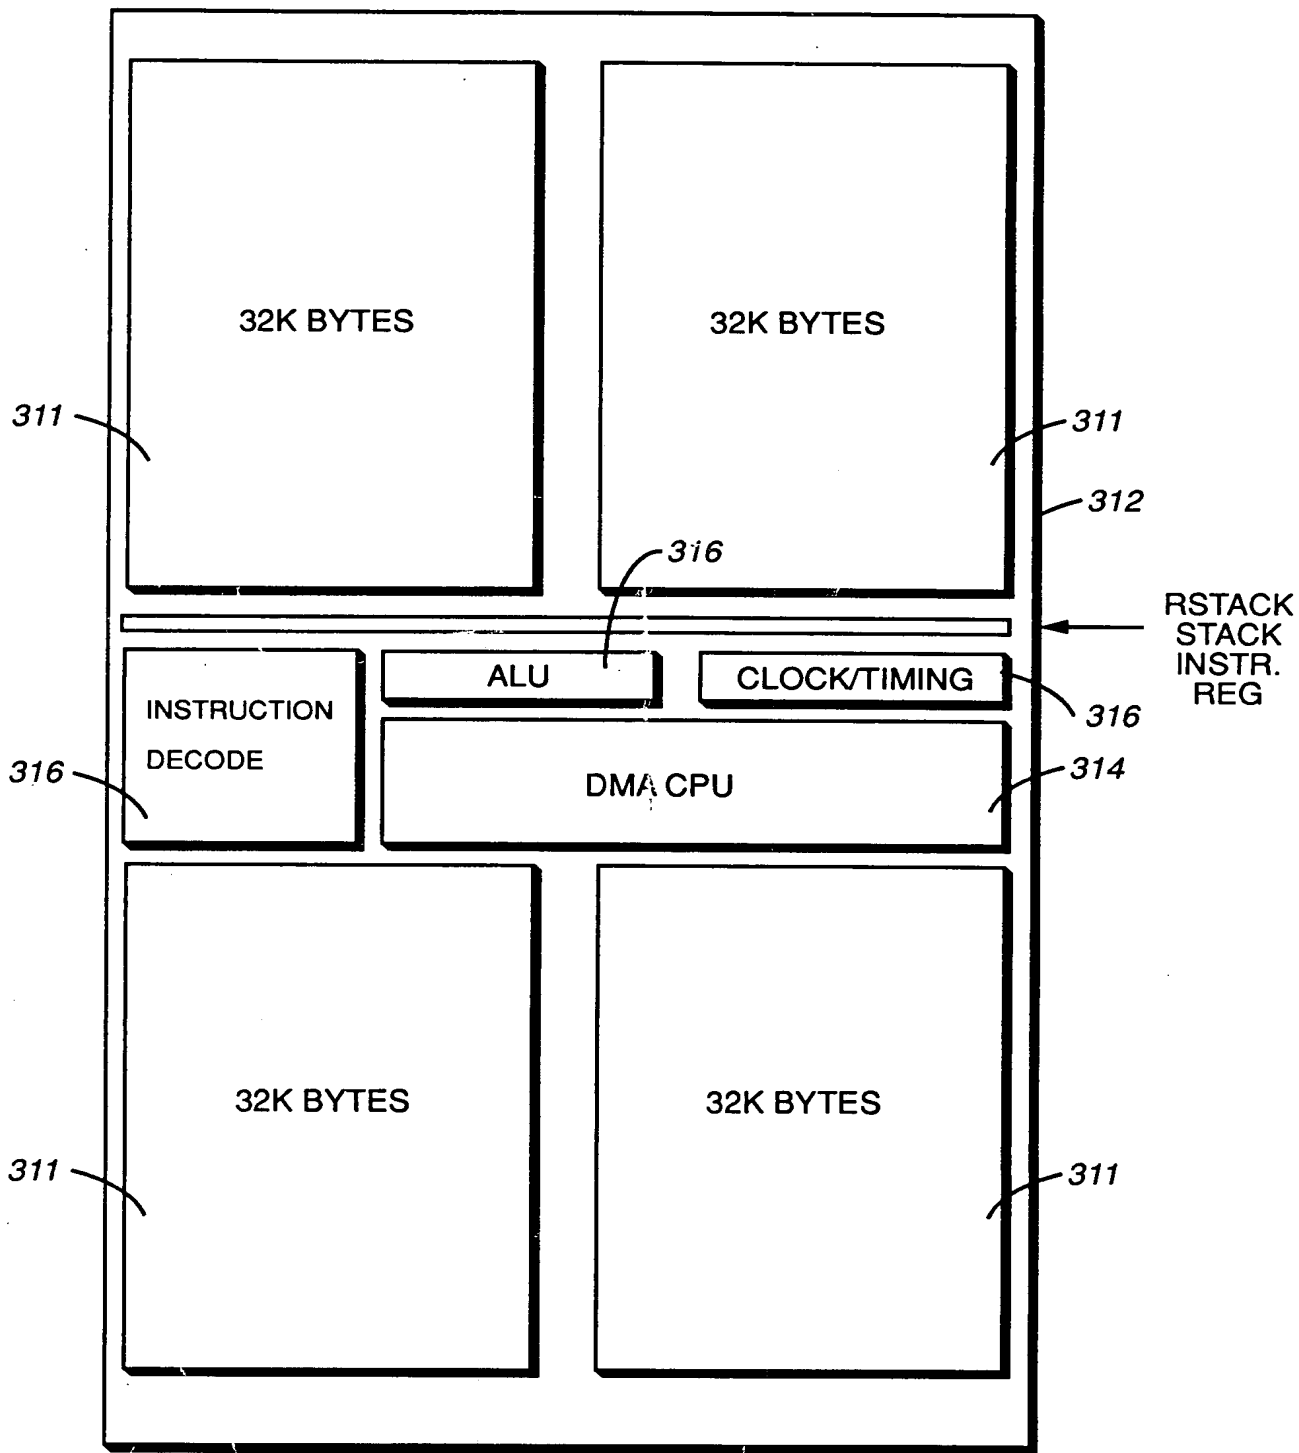 32K BYTES
32K BYTES
311
311
312
316
RSTACK
STACK
INSTR.
REG
ALU
CLOCK/TIMING
INSTRUCTION
DECODE
316
316
314
DMA CPU
32K BYTES
32K BYTES
311
311